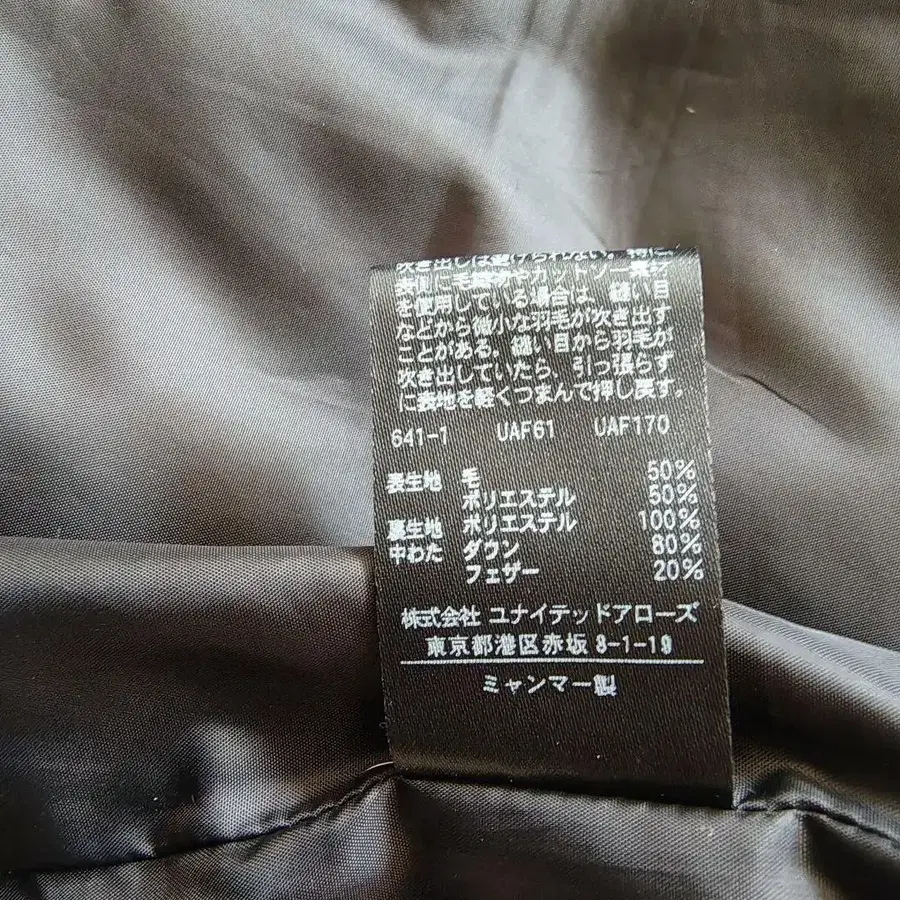 吹き出しは避けられない。特に
表側に毛織物やカットソー素材
を使用している場合は、縫い目
などから微小な羽毛が吹き出す
ことがある。縫い目から羽毛が
吹き出していたら、引っ張らず
に表地を軽くつまんで押し戻す。
641-1 UAF61 UAF170
表生地 毛 50%
ポリエステル 50%
裏生地 ポリエステル 100%
中わた ダウン 80%
フェザー 20%
株式会社 ユナイテッドアローズ
東京都港区赤坂 3-1-19
ミャンマー製